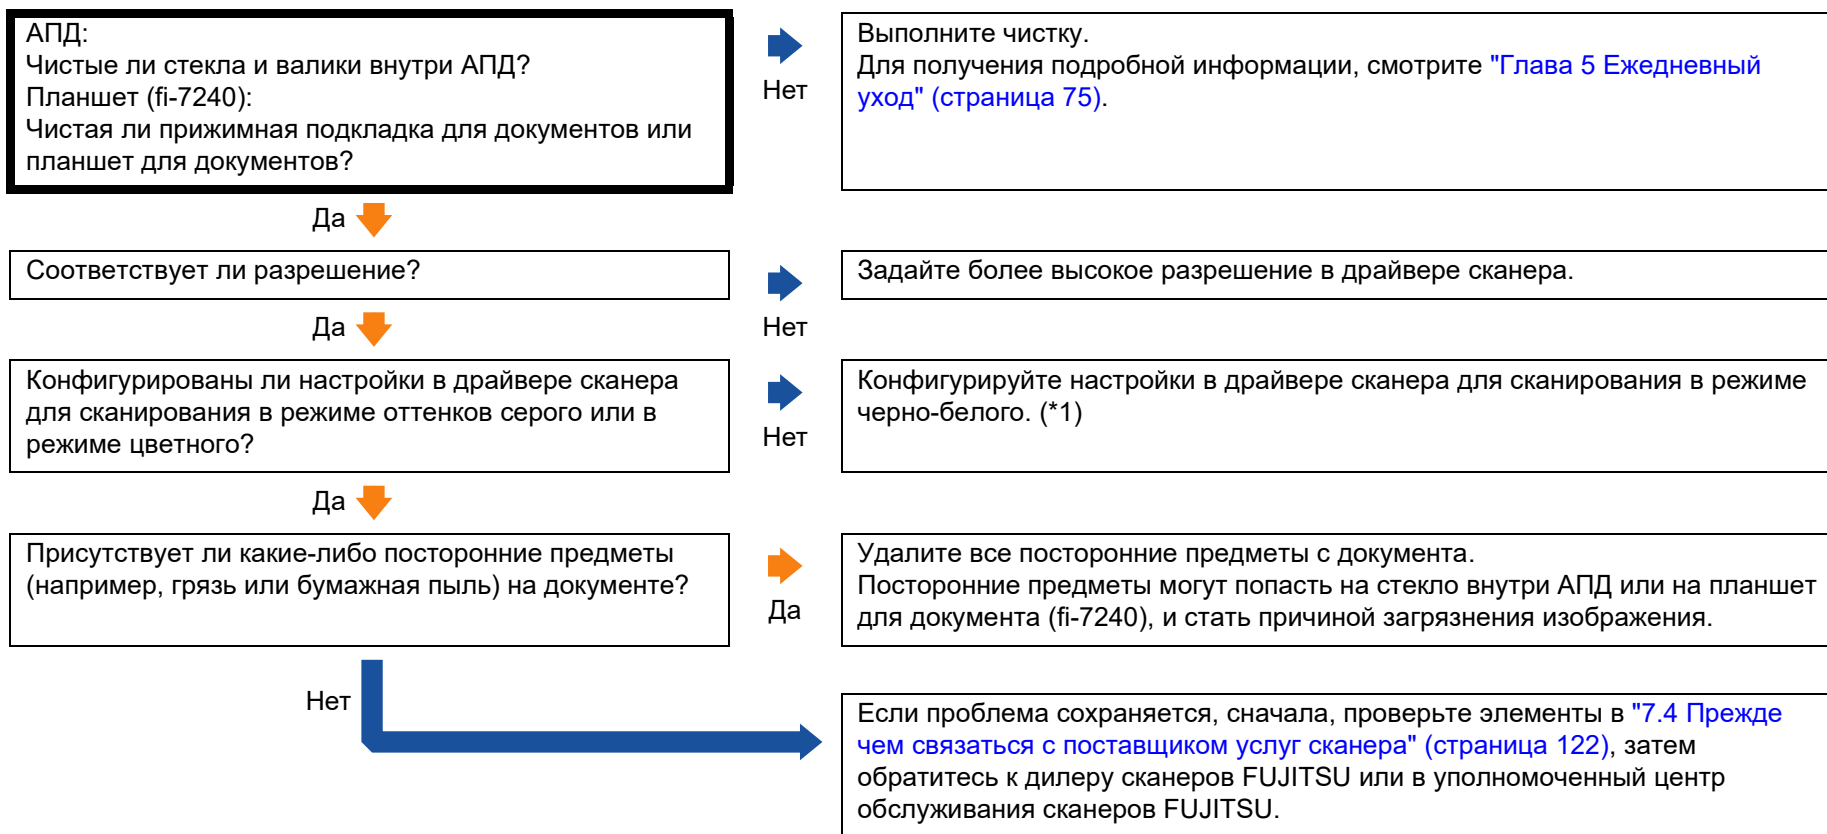 АПД:
Чистые ли стекла и валики внутри АПД?
Планшет (fi-7240):
Чистая ли прижимная подкладка для документов или
планшет для документов?
Нет
Выполните чистку.
Для получения подробной информации, смотрите "Глава 5 Ежедневный
уход" (страница 75).
Да
Соответствует ли разрешение?
Нет
Задайте более высокое разрешение в драйвере сканера.
Да
Конфигурированы ли настройки в драйвере сканера
для сканирования в режиме оттенков серого или в
режиме цветного?
Нет
Конфигурируйте настройки в драйвере сканера для сканирования в режиме
черно-белого. (*1)
Да
Присутствует ли какие-либо посторонние предметы
(например, грязь или бумажная пыль) на документе?
Да
Удалите все посторонние предметы с документа.
Посторонние предметы могут попасть на стекло внутри АПД или на планшет
для документа (fi-7240), и стать причиной загрязнения изображения.
Нет
Если проблема сохраняется, сначала, проверьте элементы в "7.4 Прежде
чем связаться с поставщиком услуг сканера" (страница 122), затем
обратитесь к дилеру сканеров FUJITSU или в уполномоченный центр
обслуживания сканеров FUJITSU.